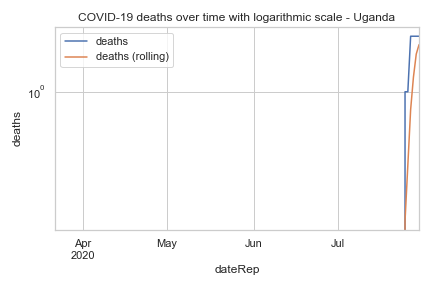 COVID-19 deaths over time with logarithmic scale - Uganda
deaths
deaths (rolling)
10⁰
deaths
Apr
2020
May
Jun
Jul
dateRep